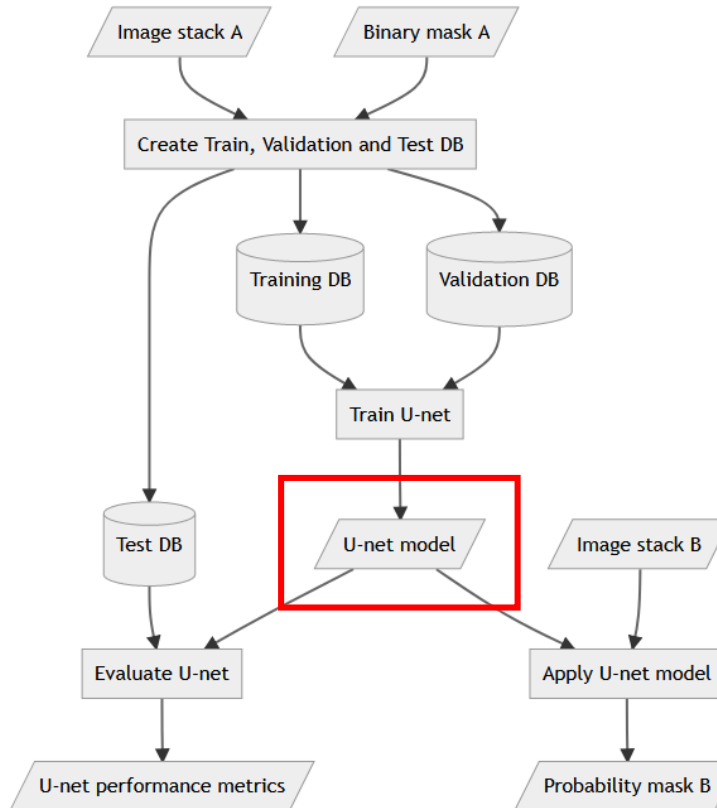 Image stack A
Binary mask A
Create Train, Validation and Test DB
Training DB
Validation DB
Train U-net
Test DB
U-net model
Image stack B
Evaluate U-net
Apply U-net model
U-net performance metrics
Probability mask B